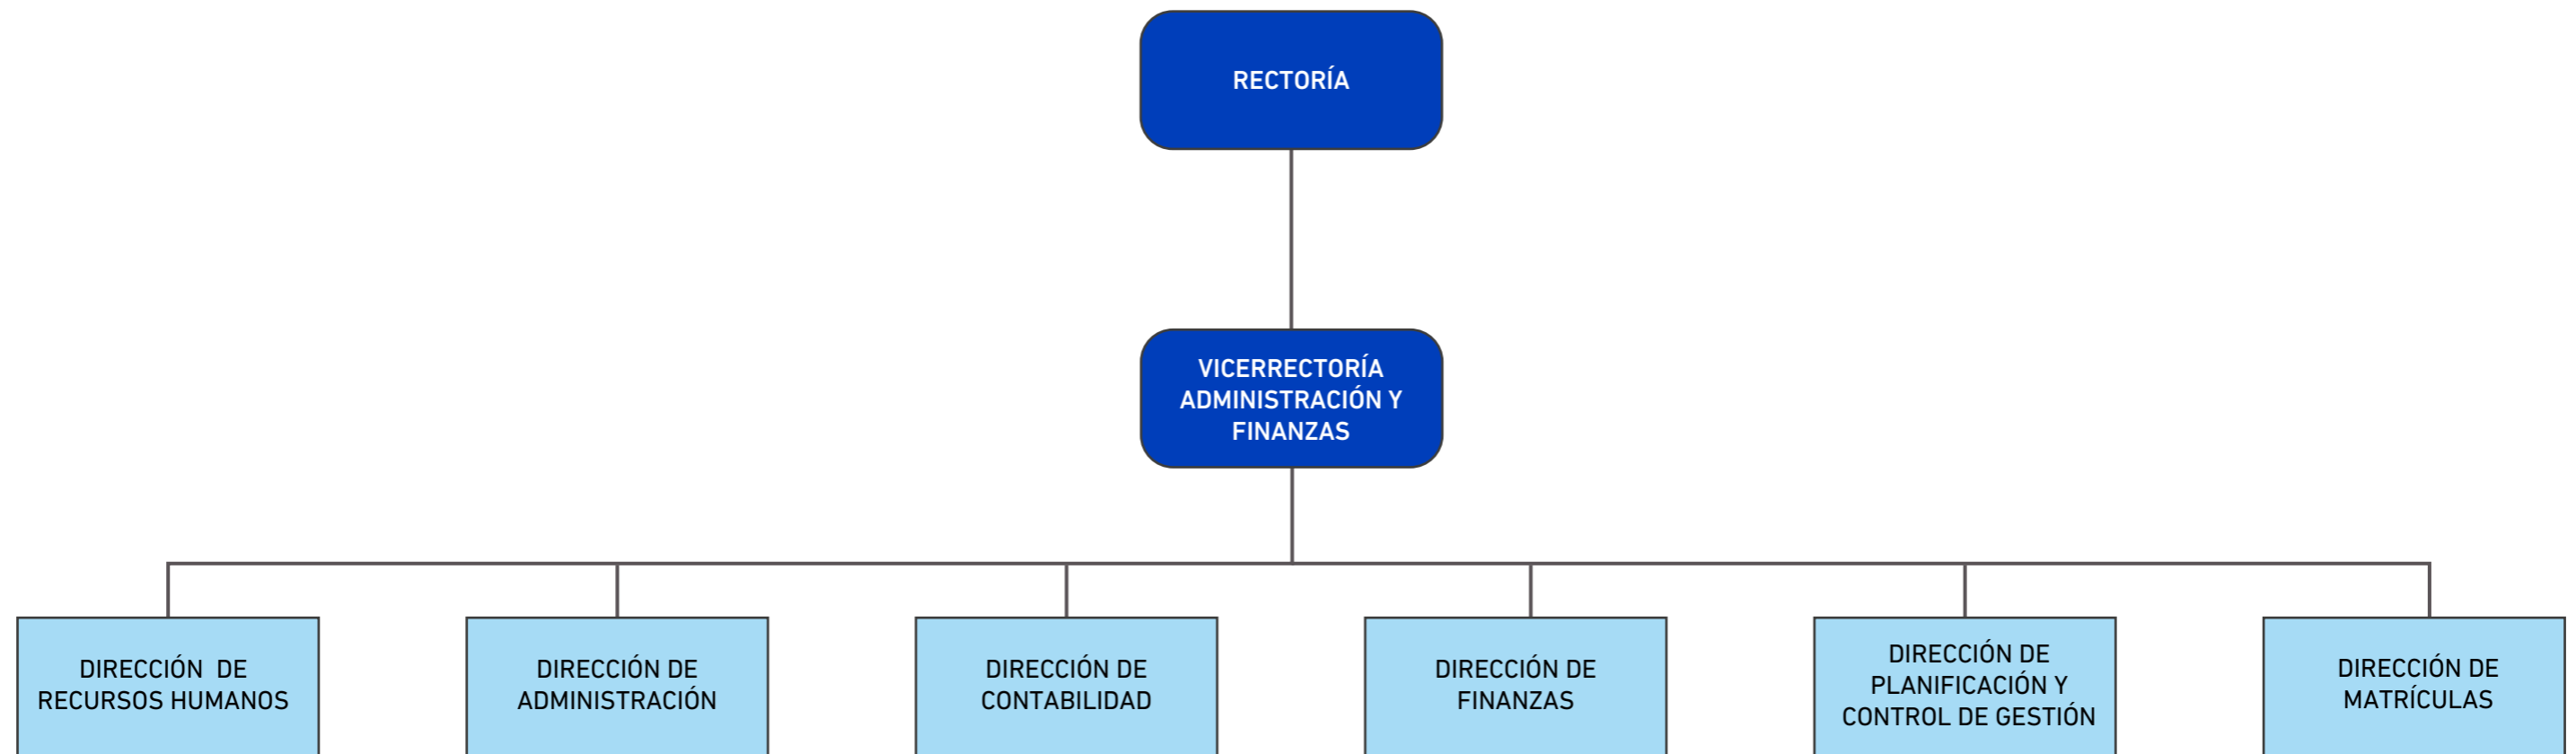 RECTORÍA
VICERRECTORÍA
ADMINISTRACIÓN Y
FINANZAS
DIRECCIÓN DE
RECURSOS HUMANOS
DIRECCIÓN DE
ADMINISTRACIÓN
DIRECCIÓN DE
CONTABILIDAD
DIRECCIÓN DE
FINANZAS
DIRECCIÓN DE
PLANIFICACIÓN Y
CONTROL DE GESTIÓN
DIRECCIÓN DE
MATRÍCULAS